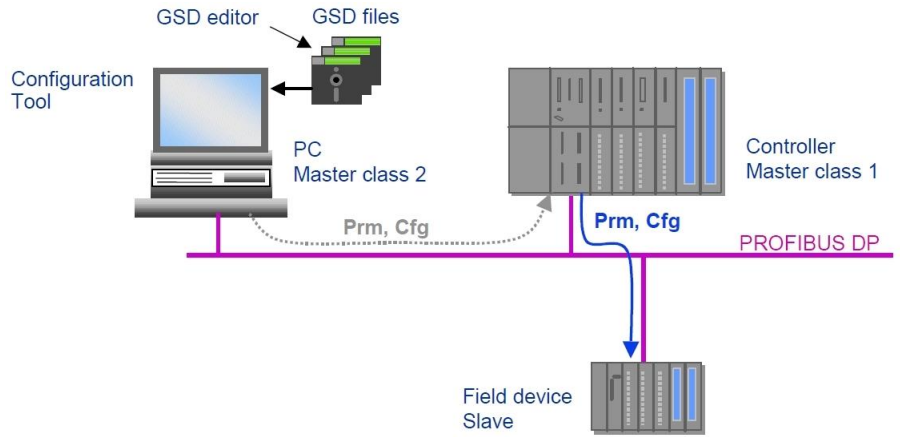 GSD editor
GSD files
Configuration
Tool
PC
Master class 2
Controller
Master class 1
Prm, Cfg
Prm, Cfg
PROFIBUS DP
Field device
Slave